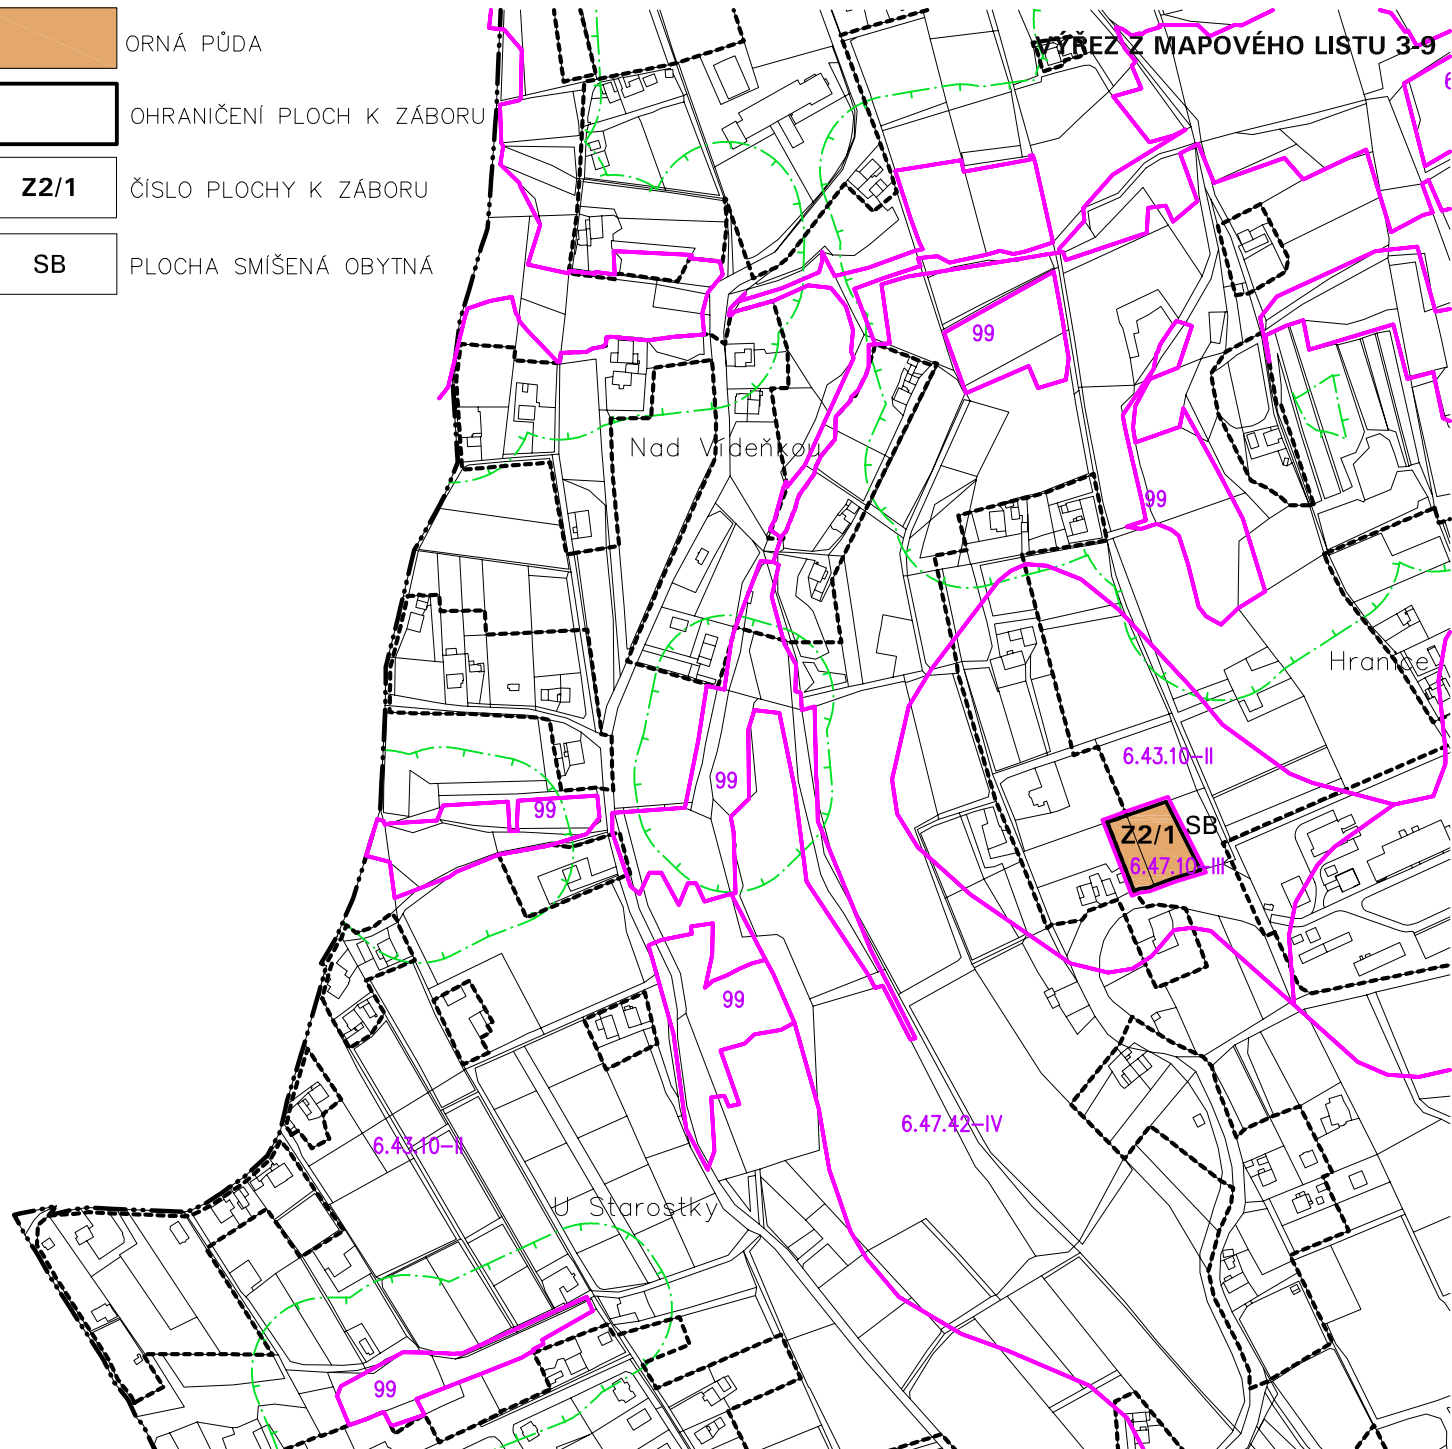 ORNÁ PŮDA
VÝŘEZ Z MAPOVÉHO LISTU 3-9
OHRANIČENÍ PLOCH K ZÁBORU
Z2/1 ČÍSLO PLOCHY K ZÁBORU
SB PLOCHA SMÍŠENÁ OBYTNÁ
99
Nad Vídeňkou
99
Hranice
6.43.10-II
99
99
Z2/1 SB
6.47.10-III
99
6.47.42-IV
6.43.10-II
U Starostky
99